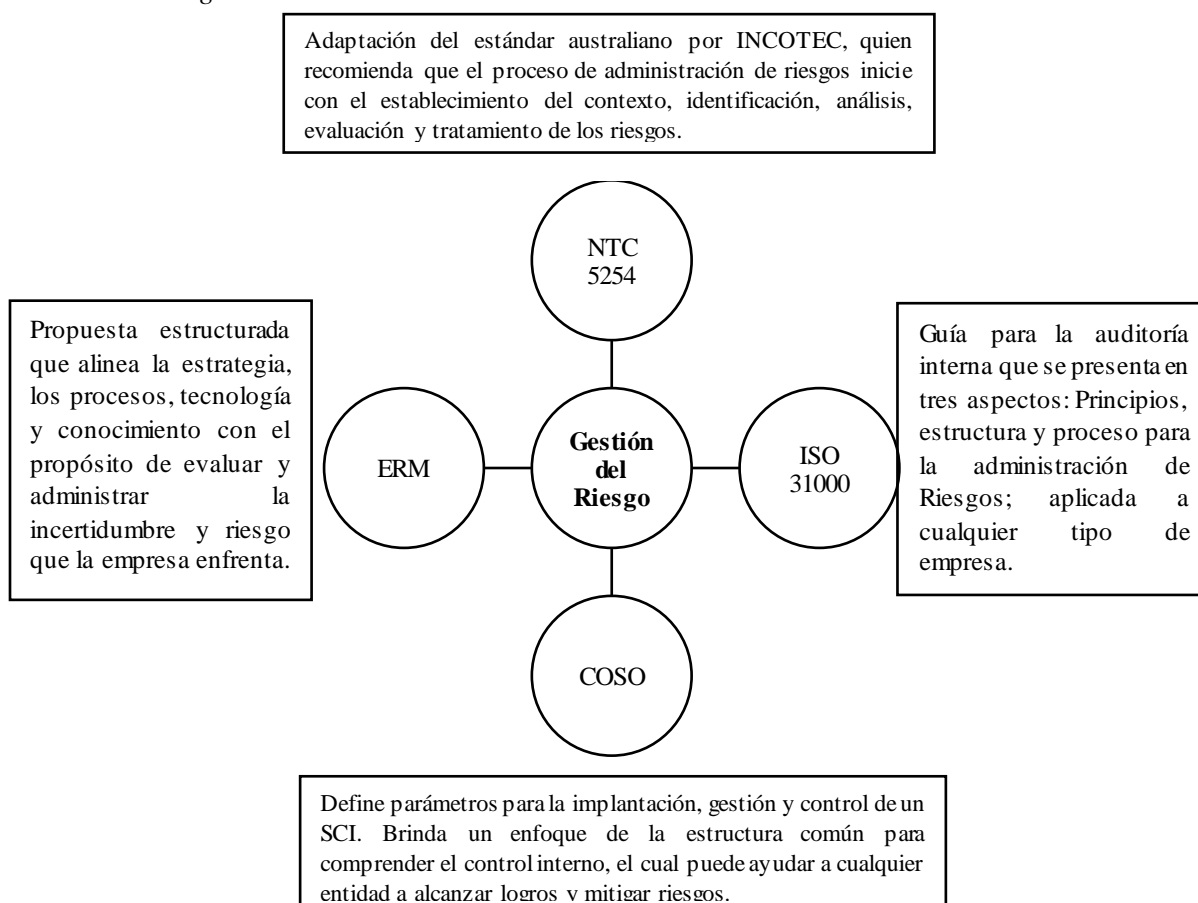 Adaptación del estándar australiano por INCOTEC, quien
recomienda que el proceso de administración de riesgos inicie
con el establecimiento del contexto, identificación, análisis,
evaluación y tratamiento de los riesgos.
NTC
5254
Propuesta estructurada
que alinea la estrategia,
los procesos, tecnología
y conocimiento con el
propósito de evaluar y
administrar la
incertidumbre y riesgo
que la empresa enfrenta.
ERM
Gestión
del
Riesgo
ISO
31000
Guía para la auditoría
interna que se presenta en
tres aspectos: Principios,
estructura y proceso para
la administración de
Riesgos; aplicada a
cualquier tipo de
empresa.
COSO
Define parámetros para la implantación, gestión y control de un
SCI. Brinda un enfoque de la estructura común para
comprender el control interno, el cual puede ayudar a cualquier
entidad a alcanzar logros y mitigar riesgos.